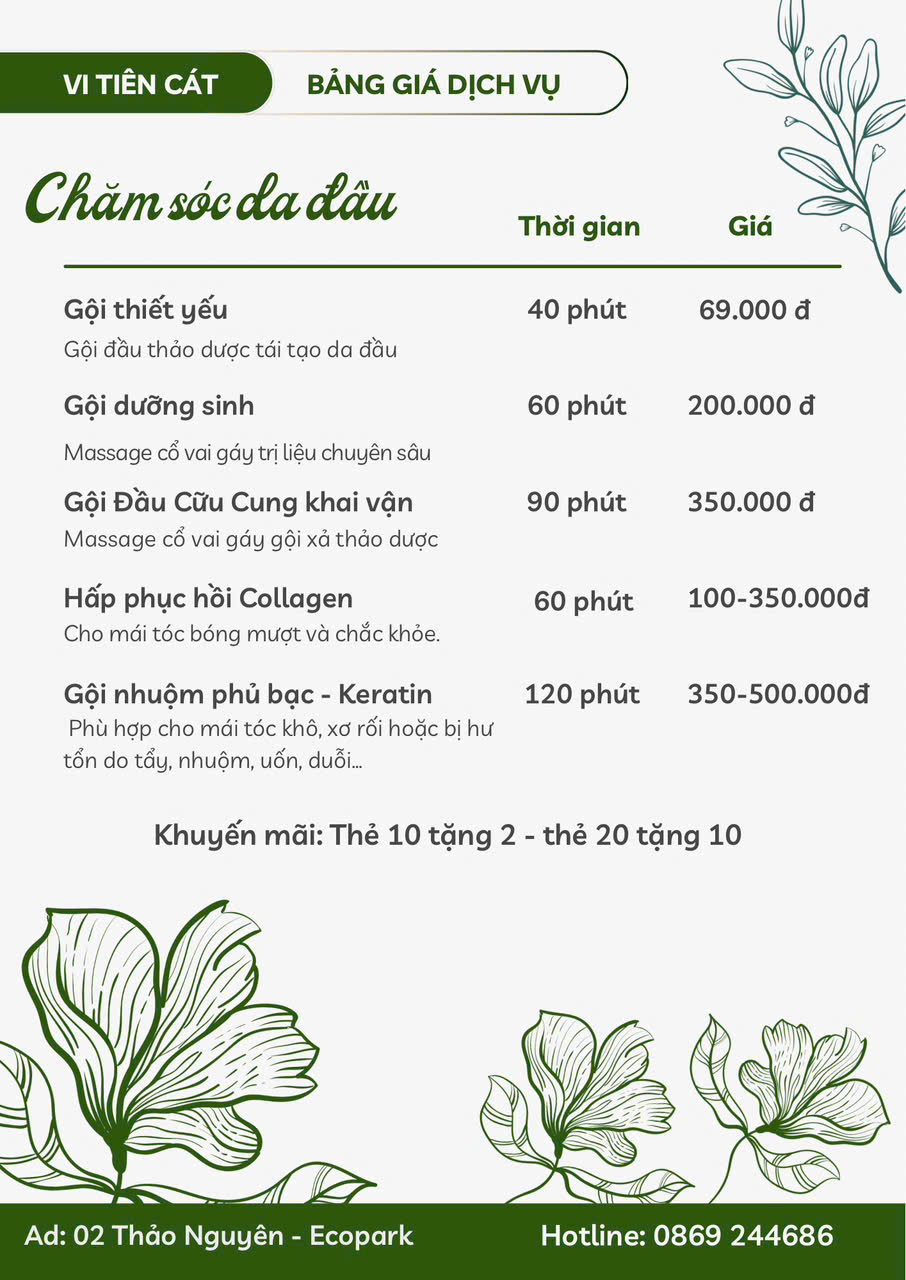 VI TIÊN CÁT BẢNG GIÁ DỊCH VỤ
Chăm sóc da đầu
Thời gian Giá
Gội thiết yếu 40 phút 69.000 đ
Gội đầu thảo dược tái tạo da đầu
Gội dưỡng sinh 60 phút 200.000 đ
Massage cổ vai gáy trị liệu chuyên sâu
Gội Đầu Cữu Cung khai vận 90 phút 350.000 đ
Massage cổ vai gáy gội xả thảo dược
Hấp phục hồi Collagen 60 phút 100-350.000đ
Cho mái tóc bóng mượt và chắc khỏe.
Gội nhuộm phủ bạc - Keratin 120 phút 350-500.000đ
Phù hợp cho mái tóc khô, xơ rối hoặc bị hư
tổn do tẩy, nhuộm, uốn, duỗi...
Khuyến mãi: Thẻ 10 tặng 2 - thẻ 20 tặng 10
Ad: 02 Thảo Nguyên - Ecopark Hotline: 0869 244686